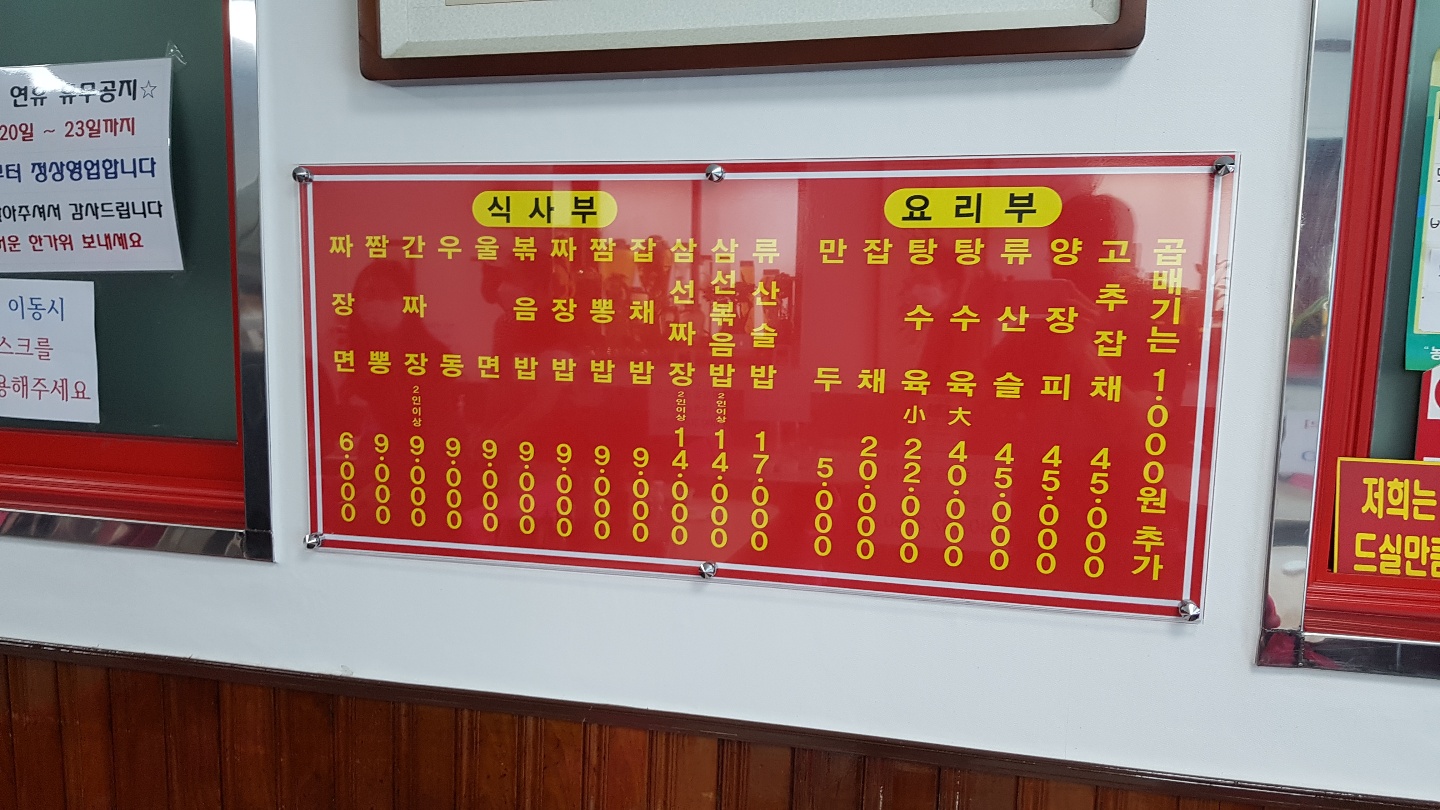 연휴 휴무공지☆
20일 ~ 23일까지
부터 정상영업합니다
감사드립니다
한가위 보내세요
이동시
마스크를
착용해주세요
식사부
짜장면 6.000
짬뽕 9.000
간짜장 2인이상 9.000
우동 9.000
울면 9.000
볶음밥 9.000
짜장밥 9.000
짬뽕밥 9.000
잡채밥 9.000
삼선짜장 2인이상 14.000
삼선볶음밥 2인이상 14.000
류산슬밥 17.000
요리부
만두 5.000
잡채 20.000
탕수육 小 22.000
탕수육 大 40.000
류산슬 45.000
양장피 45.000
고추잡채 45.000
곱배기는 1.000원 추가
저희는
드실만큼